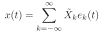 x(t) = \sum_{k=-\infty}^{\infty} \tilde{X}_k e_k(t)